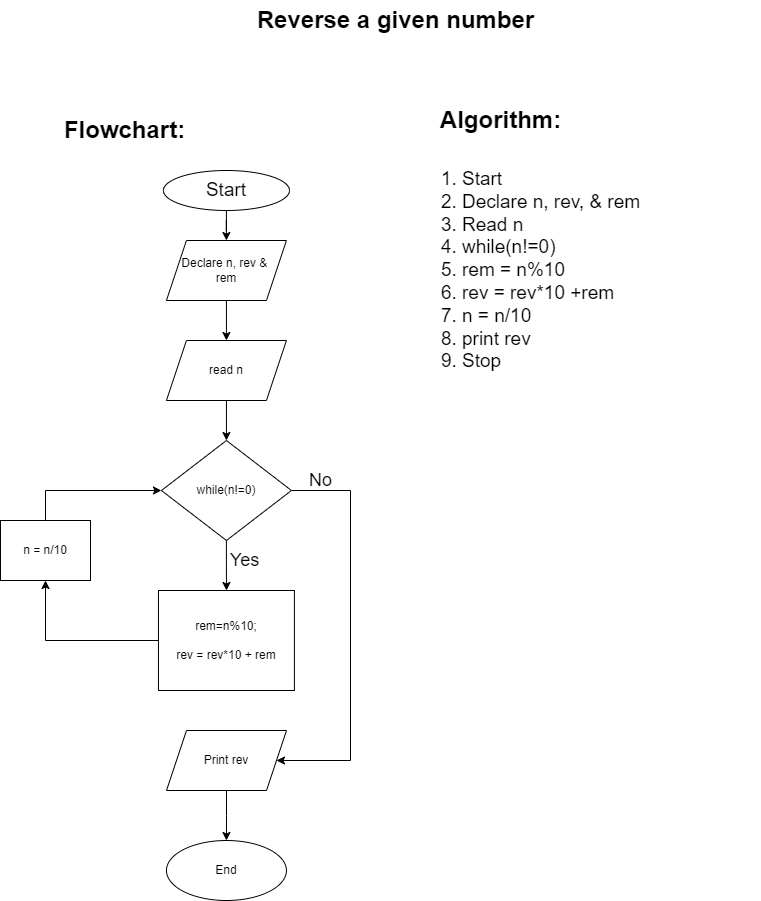 Reverse a given number
Flowchart:
Start
Declare n, rev &
rem
read n
while(n!=0)
No
n = n/10
Yes
rem=n%10;
rev = rev*10 + rem
Print rev
End
Algorithm:
1. Start
2. Declare n, rev, & rem
3. Read n
4. while(n!=0)
5. rem = n%10
6. rev = rev*10 +rem
7. n = n/10
8. print rev
9. Stop